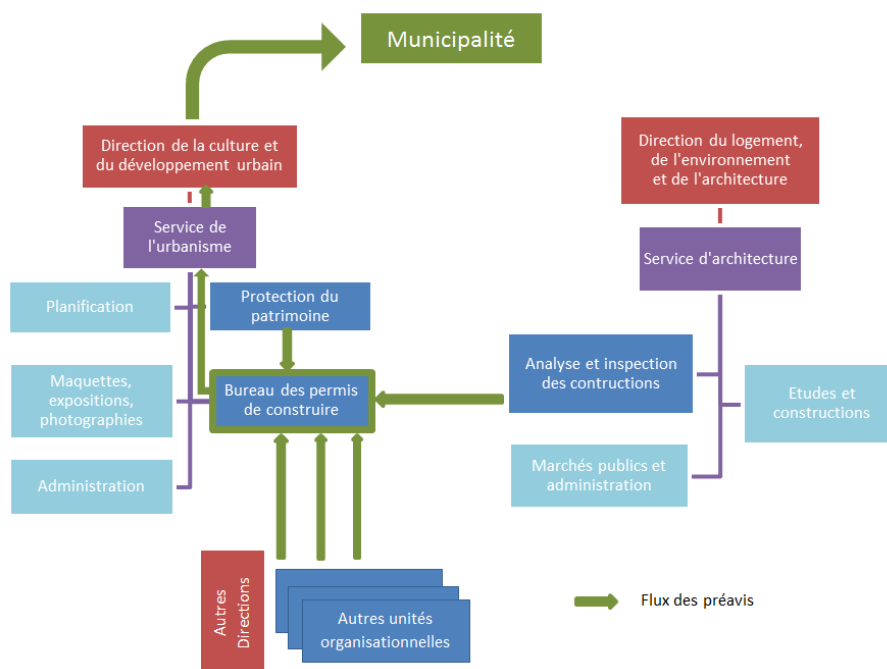 Municipalité
Direction de la culture et
du développement urbain
Direction du logement,
de l'environnement
et de l'architecture
Service de
l'urbanisme
Service d'architecture
Planification
Protection du
patrimoine
Analyse et inspection
des contructions
Maquettes,
expositions,
photographies
Bureau des permis
de construire
Etudes et
constructions
Administration
Marchés publics et
administration
Autres
Directions
Autres unités
organisationnelles
Flux des préavis